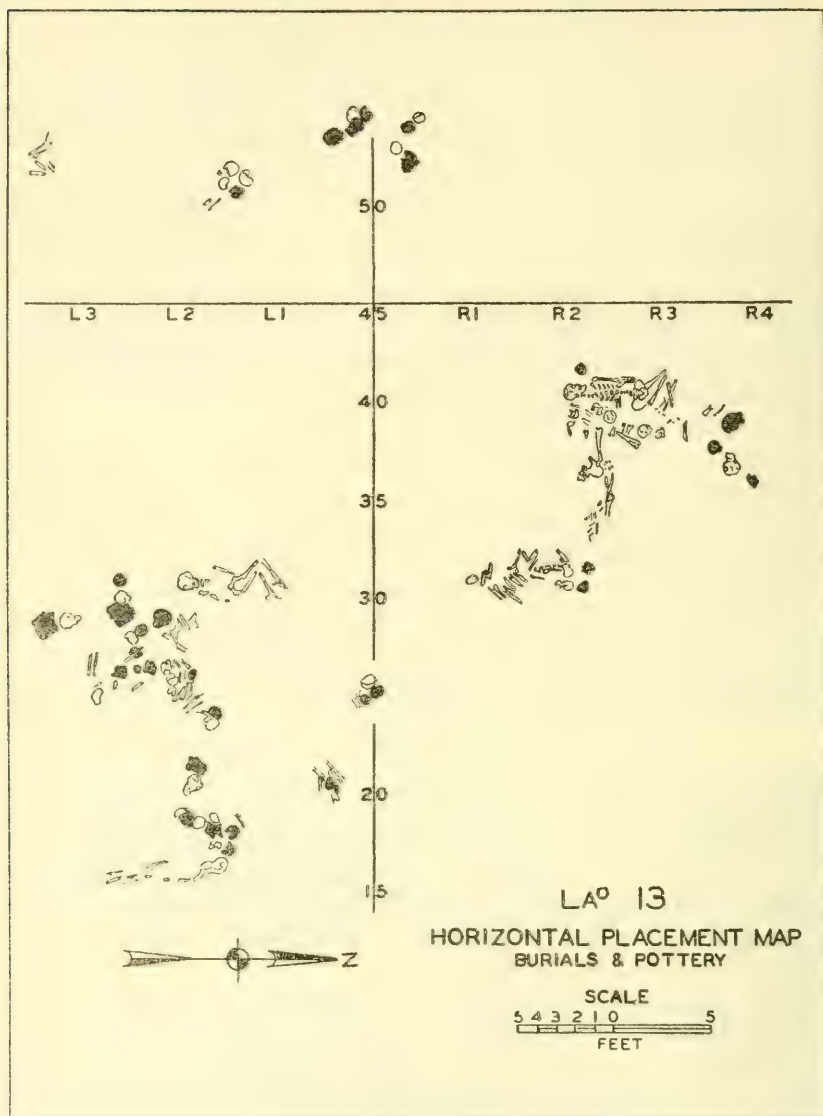 50
L3 L2 L1 45 R1 R2 R3 R4
40
35
30
20
15
N
LAº 13
HORIZONTAL PLACEMENT MAP
BURIALS & POTTERY
SCALE
5 4 3 2 1 0 5
FEET